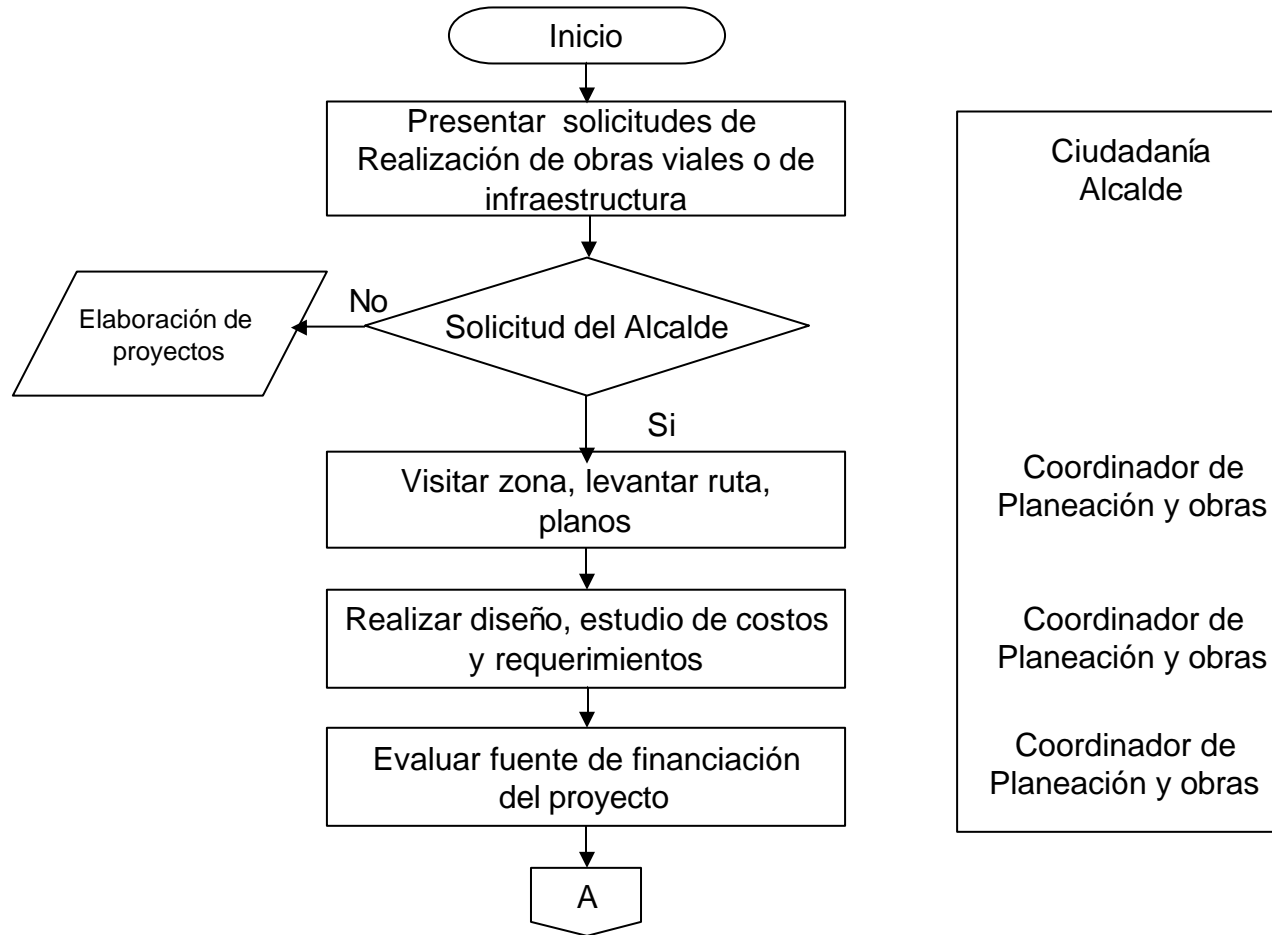 Inicio
Presentar solicitudes de
Realización de obras viales o de
infraestructura
Ciudadanía
Alcalde
No
Elaboración de
proyectos
Solicitud del Alcalde
Si
Visitar zona, levantar ruta,
planos
Coordinador de
Planeación y obras
Realizar diseño, estudio de costos
y requerimientos
Coordinador de
Planeación y obras
Evaluar fuente de financiación
del proyecto
Coordinador de
Planeación y obras
A